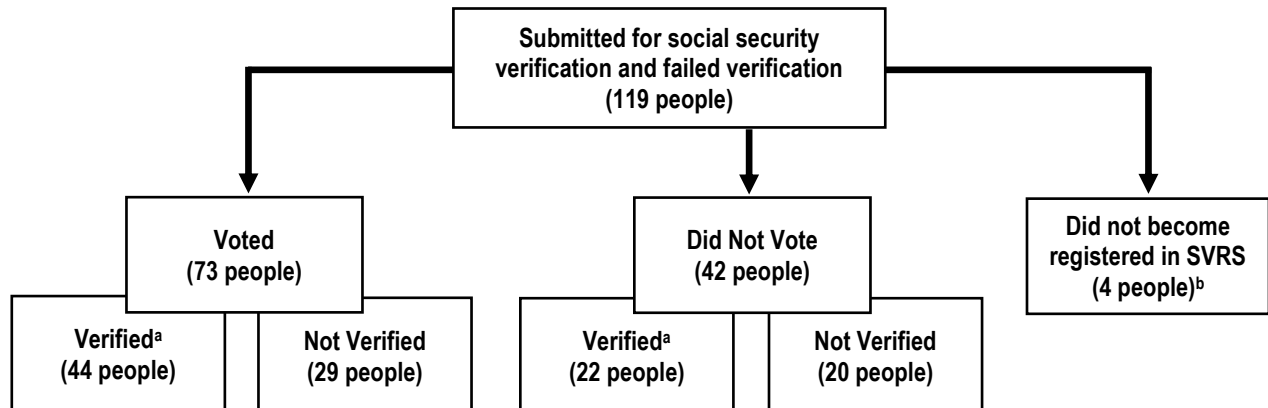 Submitted for social security
verification and failed verification
(119 people)
Voted
(73 people)
Did Not Vote
(42 people)
Did not become
registered in SVRS
(4 people)ᵇ
Verifiedᵃ
(44 people)
Not Verified
(29 people)
Verifiedᵃ
(22 people)
Not Verified
(20 people)